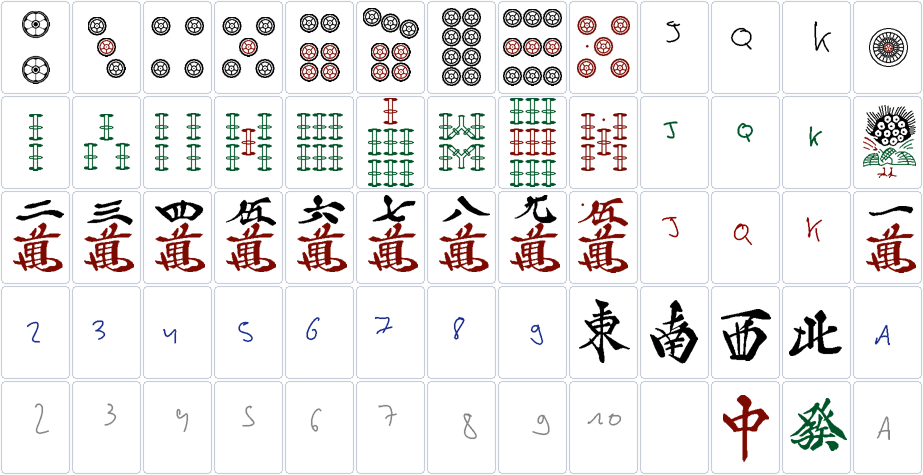 J Q K
J Q K
二萬 三萬 四萬 伍萬 六萬 七萬 八萬 九萬 伍萬 J Q K 一萬
2 3 4 5 6 7 8 9 東 南 西 北 A
2 3 4 5 6 7 8 9 10 中 發 A